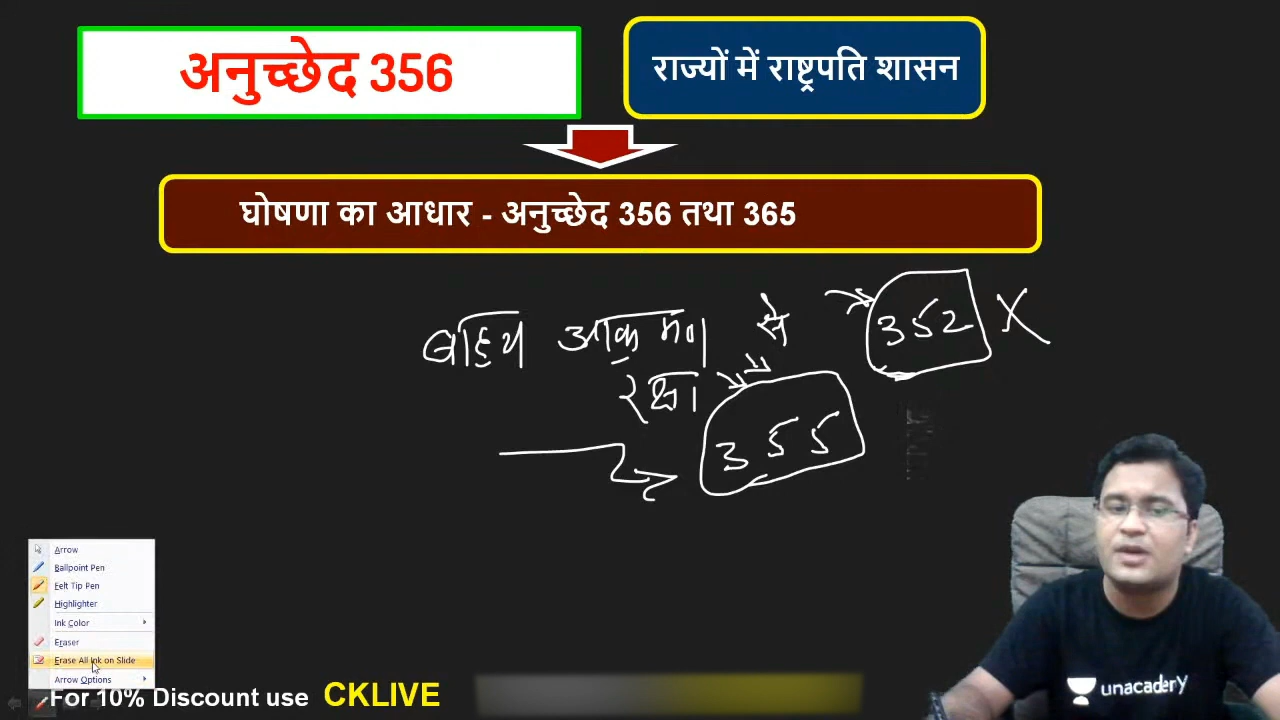 अनुच्छेद 356
राज्यों में राष्ट्रपति शासन
घोषणा का आधार - अनुच्छेद 356 तथा 365
बाह्य आक्रमण से 352 X
रक्षा
355
Arrow
Ballpoint Pen
Felt Tip Pen
Highlighter
Ink Color
Eraser
Erase All Ink on Slide
Arrow Options
For 10% Discount use CKLIVE
unacademy